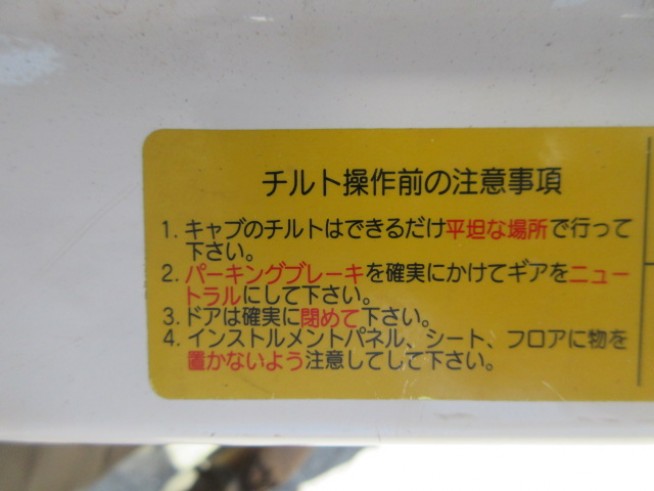 チルト操作前の注意事項
1. キャブのチルトはできるだけ平坦な場所で行って
下さい。
2. パーキングブレーキを確実にかけてギアをニュー
トラルにして下さい。
3. ドアは確実に閉めて下さい。
4. インストルメントパネル、シート、フロアに物を
置かないよう注意してして下さい。